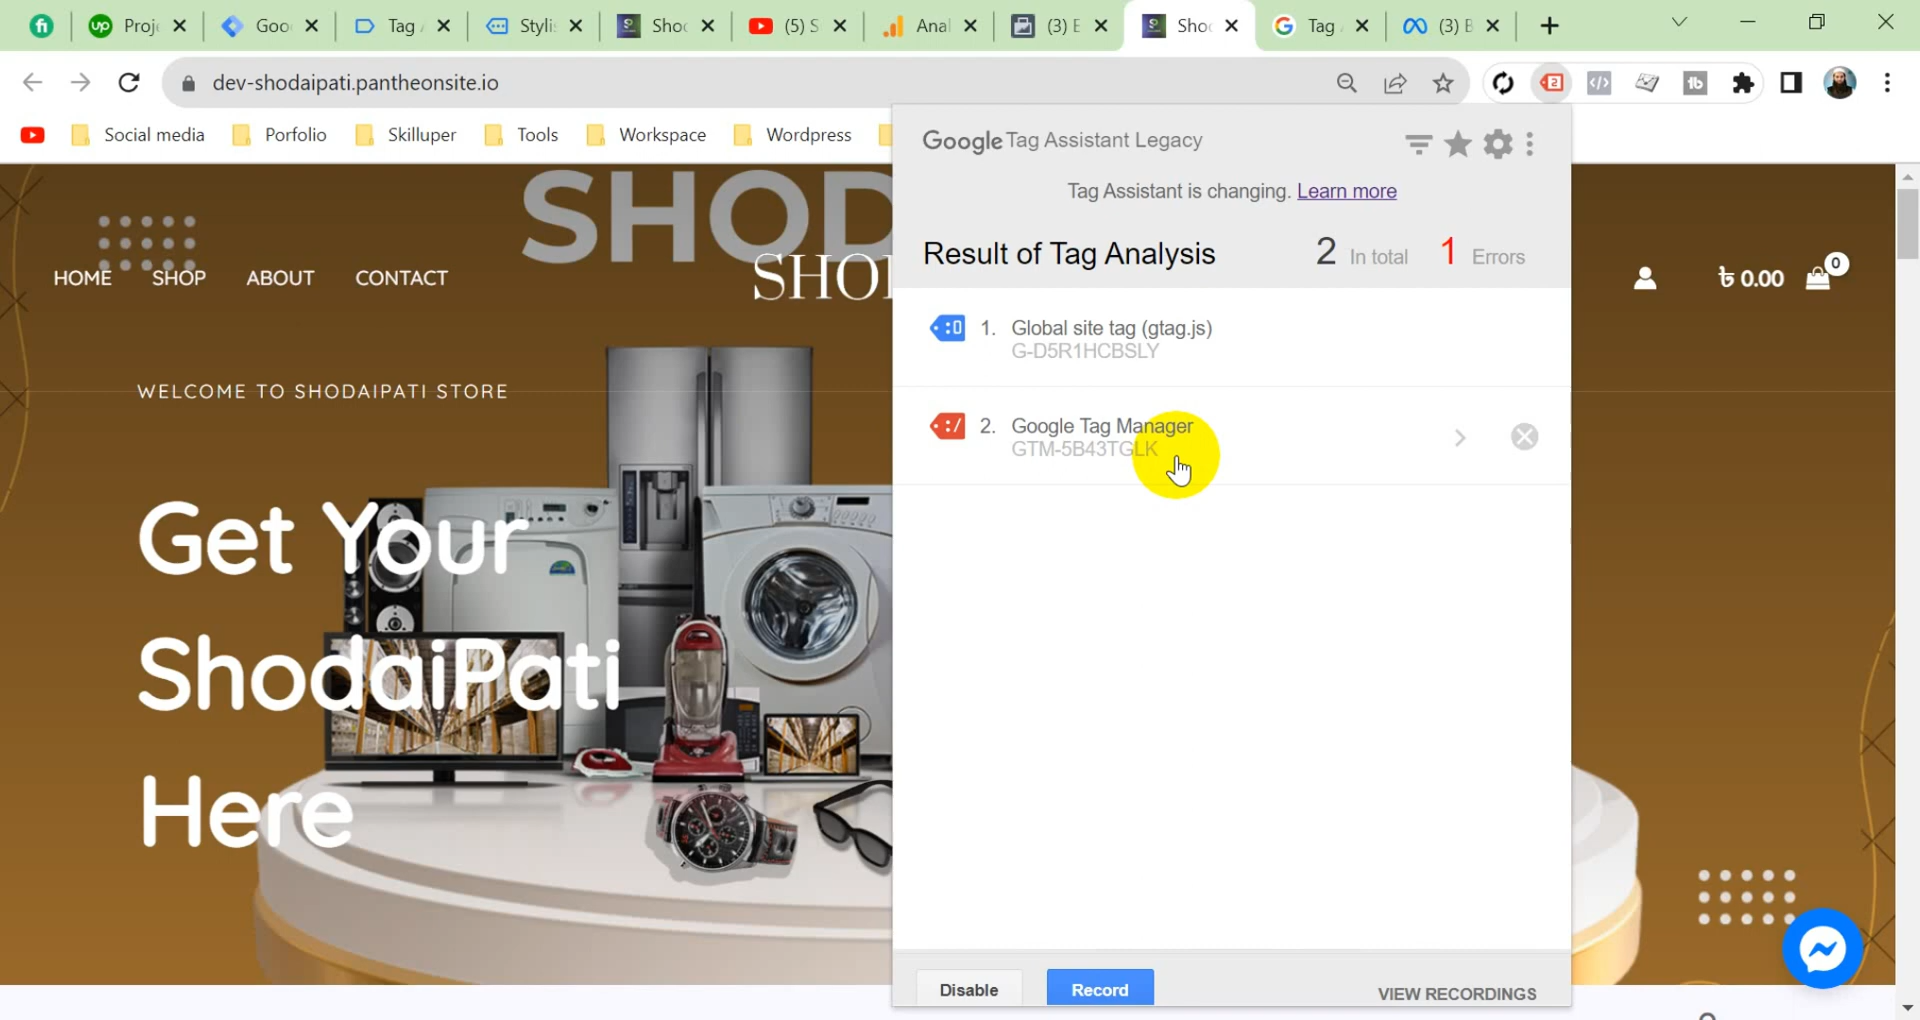 Proj
Goo
Tag
Styli
Shoc
(5) S
Anal
(3) E
Shoc
Tag
(3) B
dev-shodaipati.pantheonsite.io
Social media
Porfolio
Skilluper
Tools
Workspace
Wordpress
Google Tag Assistant Legacy
Tag Assistant is changing. Learn more
Result of Tag Analysis
2 In total 1 Errors
1. Global site tag (gtag.js)
G-D5R1HCBSLY
2. Google Tag Manager
GTM-5B43TGLK
Disable
Record
VIEW RECORDINGS
SHODA
HOME SHOP ABOUT CONTACT
SHO
৳ 0.00
0
WELCOME TO SHODAIPATI STORE
Get Your
ShodaiPati
Here